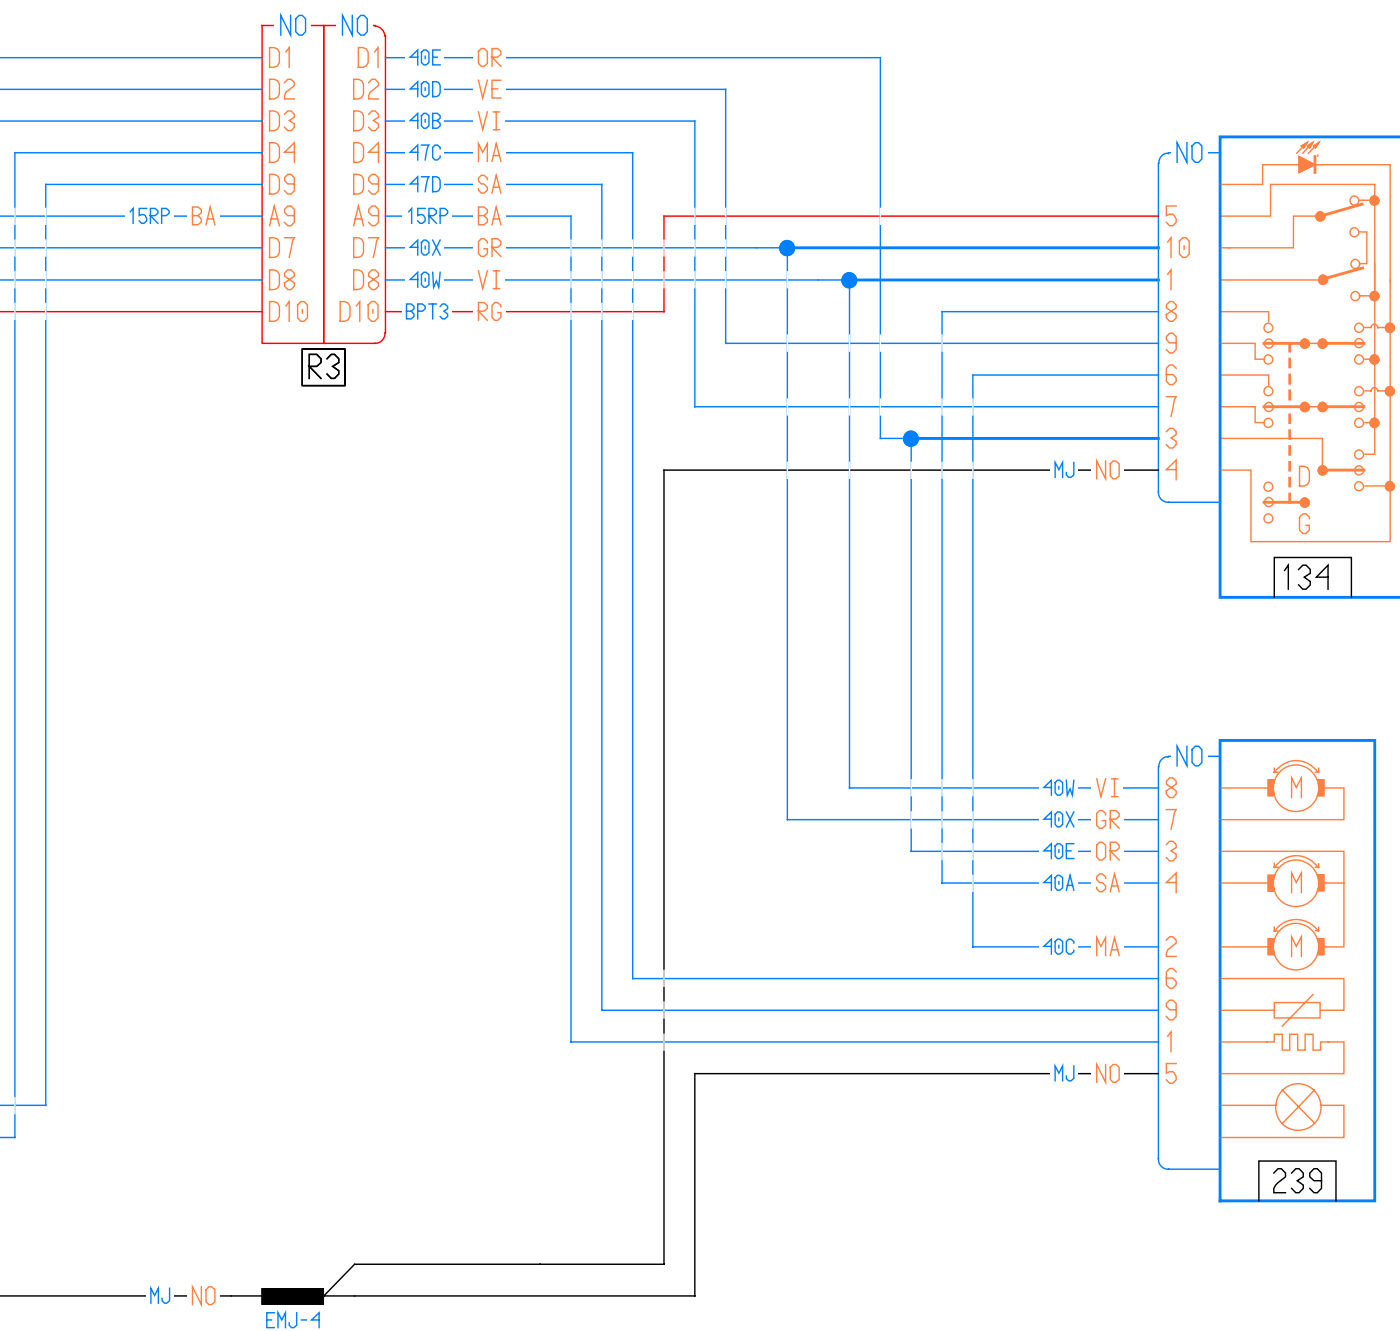 NO NO
D1 D1 40E OR
D2 D2 40D VE
D3 D3 40B VI
D4 D4 47C MA
NO
D9 D9 47D SA
15RP BA A9 A9 15RP BA 5
D7 D7 40X GR 10
D8 D8 40W VI 1
D10 D10 BPT3 RG 8
9
R3
6
7
3
MJ NO 4 D
G
134
NO
40W VI 8 M
40X GR 7
40E OR 3
40A SA 4 M
40C MA 2 M
6
9
1
MJ NO 5
239
MJ NO
EMJ-4